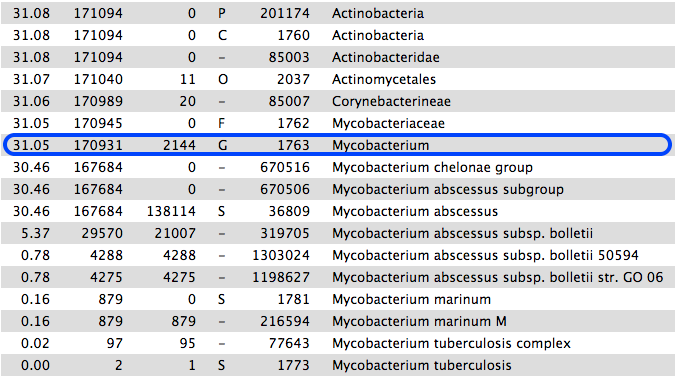 31.08 171094 0 P 201174 Actinobacteria
31.08 171094 0 C 1760 Actinobacteria
31.08 171094 0 – 85003 Actinobacteridae
31.07 171040 11 O 2037 Actinomycetales
31.06 170989 20 – 85007 Corynebacterineae
31.05 170945 0 F 1762 Mycobacteriaceae
31.05 170931 2144 G 1763 Mycobacterium
30.46 167684 0 – 670516 Mycobacterium chelonae group
30.46 167684 0 – 670506 Mycobacterium abscessus subgroup
30.46 167684 138114 S 36809 Mycobacterium abscessus
5.37 29570 21007 – 319705 Mycobacterium abscessus subsp. bolletii
0.78 4288 4288 – 1303024 Mycobacterium abscessus subsp. bolletii 50594
0.78 4275 4275 – 1198627 Mycobacterium abscessus subsp. bolletii str. GO 06
0.16 879 0 S 1781 Mycobacterium marinum
0.16 879 879 – 216594 Mycobacterium marinum M
0.02 97 95 – 77643 Mycobacterium tuberculosis complex
0.00 2 1 S 1773 Mycobacterium tuberculosis